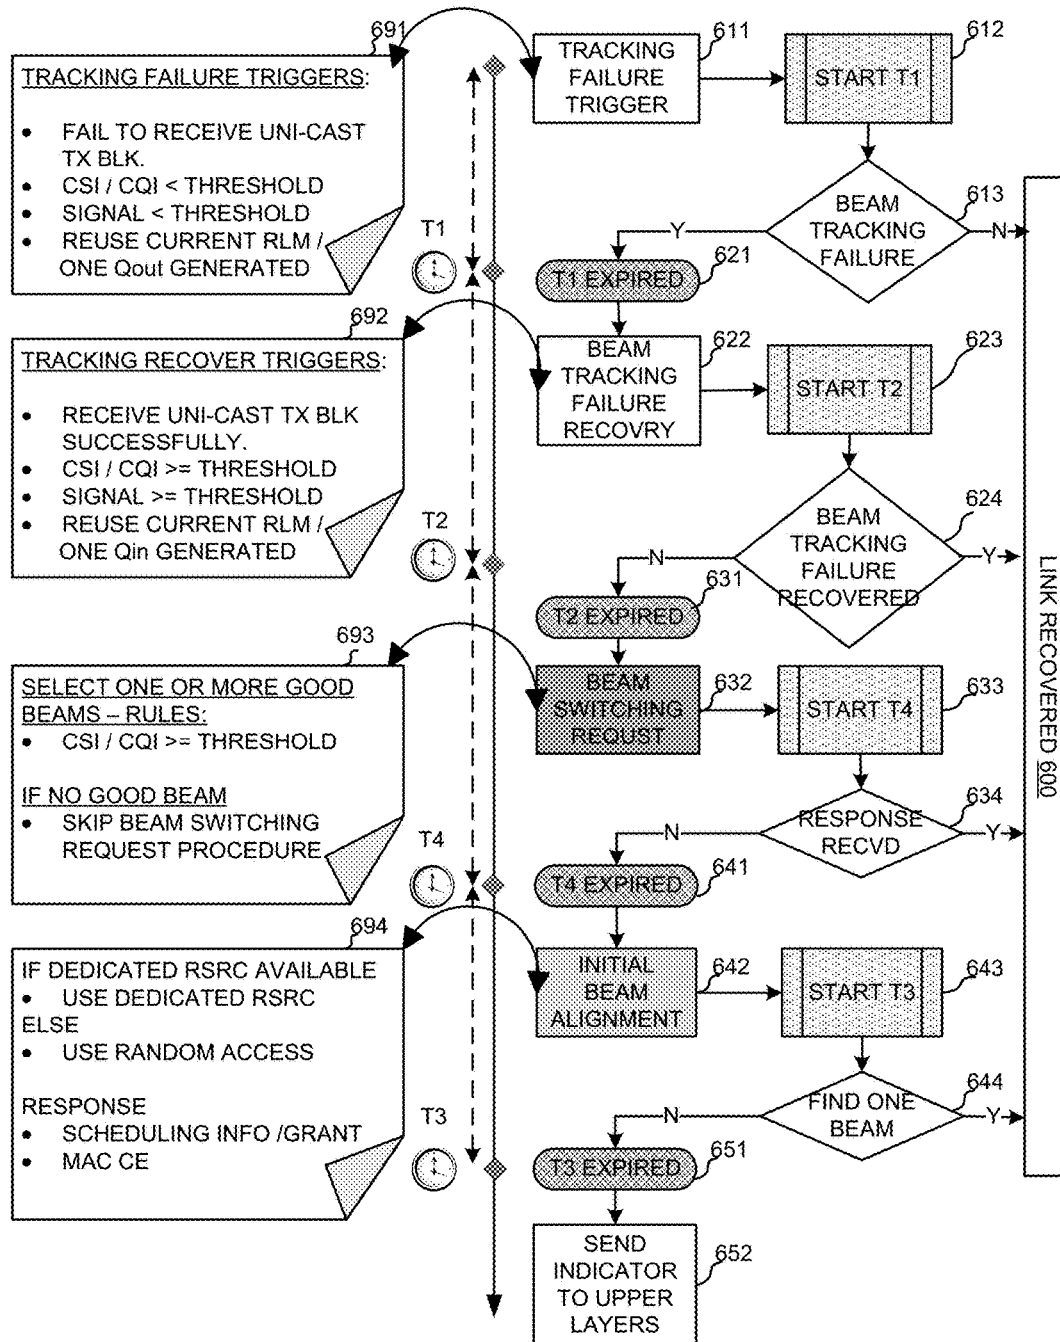 691
TRACKING FAILURE TRIGGERS:
• FAIL TO RECEIVE UNI-CAST
TX BLK.
• CSI / CQI < THRESHOLD
• SIGNAL < THRESHOLD
• REUSE CURRENT RLM /
ONE Qout GENERATED
T1
611
TRACKING
FAILURE
TRIGGER
612
START T1
613
BEAM
TRACKING
FAILURE
Y
N
T1 EXPIRED
621
692
TRACKING RECOVER TRIGGERS:
• RECEIVE UNI-CAST TX BLK
SUCCESSFULLY.
• CSI / CQI >= THRESHOLD
• SIGNAL >= THRESHOLD
• REUSE CURRENT RLM /
ONE Qin GENERATED
T2
BEAM
TRACKING
FAILURE
RECOVRY
622
623
START T2
624
BEAM
TRACKING
FAILURE
RECOVERED
N
Y
T2 EXPIRED
631
693
SELECT ONE OR MORE GOOD
BEAMS – RULES:
• CSI / CQI >= THRESHOLD
IF NO GOOD BEAM
• SKIP BEAM SWITCHING
REQUEST PROCEDURE
T4
BEAM
SWITCHING
REQUST
632
633
START T4
634
RESPONSE
RECVD
N
Y
T4 EXPIRED
641
694
IF DEDICATED RSRC AVAILABLE
• USE DEDICATED RSRC
ELSE
• USE RANDOM ACCESS
RESPONSE
• SCHEDULING INFO /GRANT
• MAC CE
T3
INITIAL
BEAM
ALIGNMENT
642
643
START T3
644
FIND ONE
BEAM
N
Y
T3 EXPIRED
651
SEND
INDICATOR
TO UPPER
LAYERS
652
LINK RECOVERED 600